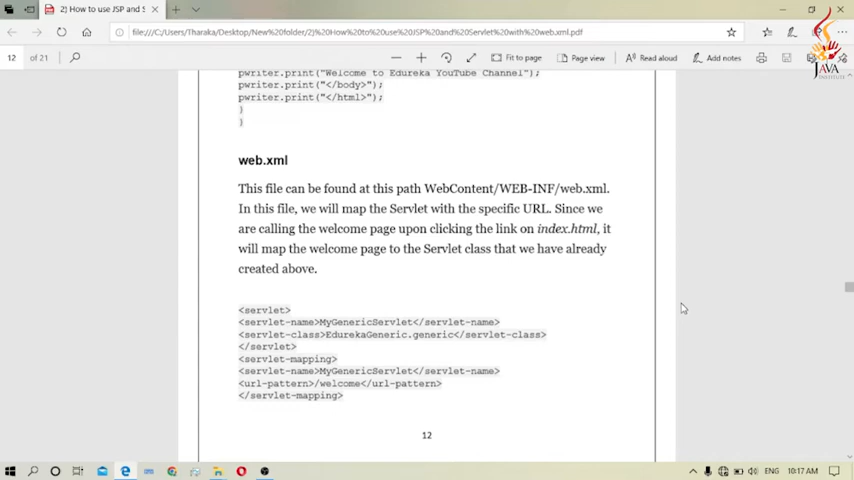 2) How to use JSP and S
file:///C:/Users/Tharaka/Desktop/New%20folder/2)%20How%20to%20use%20JSP%20and%20Servlet%20with%20web.xml.pdf
12 of 21
Fit to page
Page view
Read aloud
Add notes
JAVA
INSTITUTE
pwriter.print("Welcome to Edureka YouTube Channel");
pwriter.print("</body>");
pwriter.print("</html>");
}
}
web.xml
This file can be found at this path WebContent/WEB-INF/web.xml.
In this file, we will map the Servlet with the specific URL. Since we
are calling the welcome page upon clicking the link on index.html, it
will map the welcome page to the Servlet class that we have already
created above.
<servlet>
<servlet-name>MyGenericServlet</servlet-name>
<servlet-class>EdurekaGeneric.generic</servlet-class>
</servlet>
<servlet-mapping>
<servlet-name>MyGenericServlet</servlet-name>
<url-pattern>/welcome</url-pattern>
</servlet-mapping>
12
ENG
10:17 AM